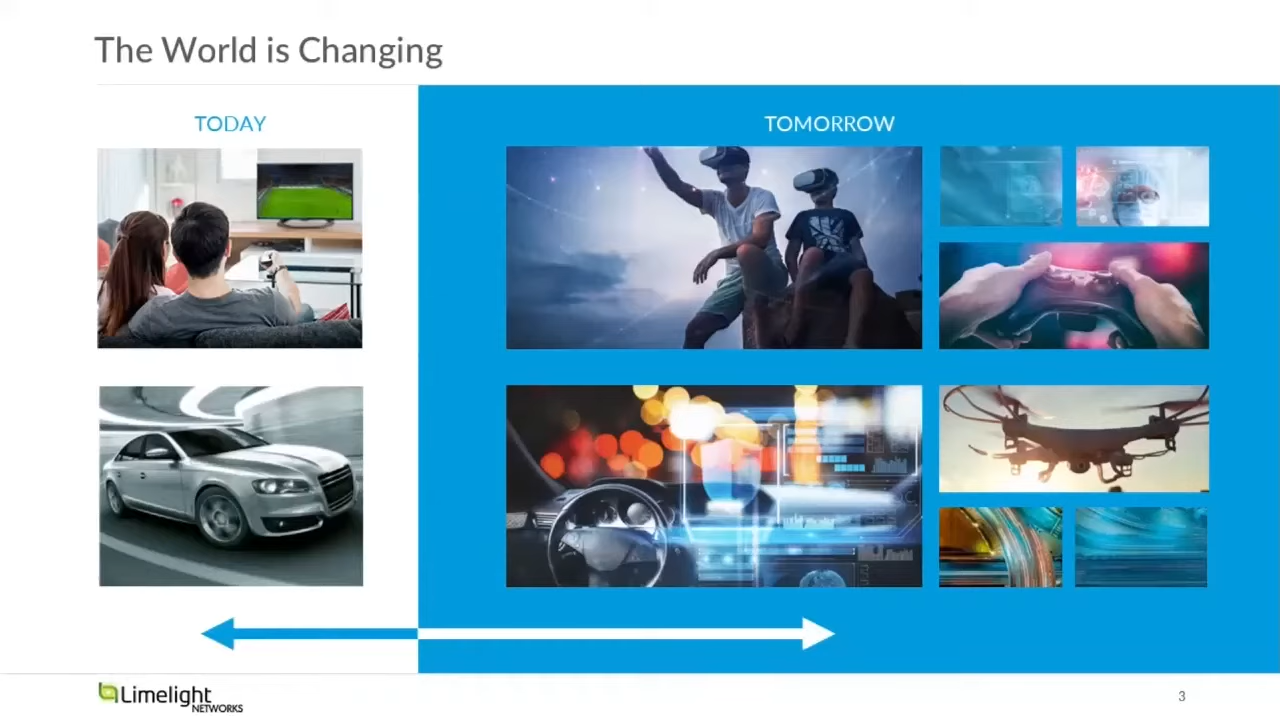 The World is Changing
TODAY
TOMORROW
Limelight
NETWORKS
3